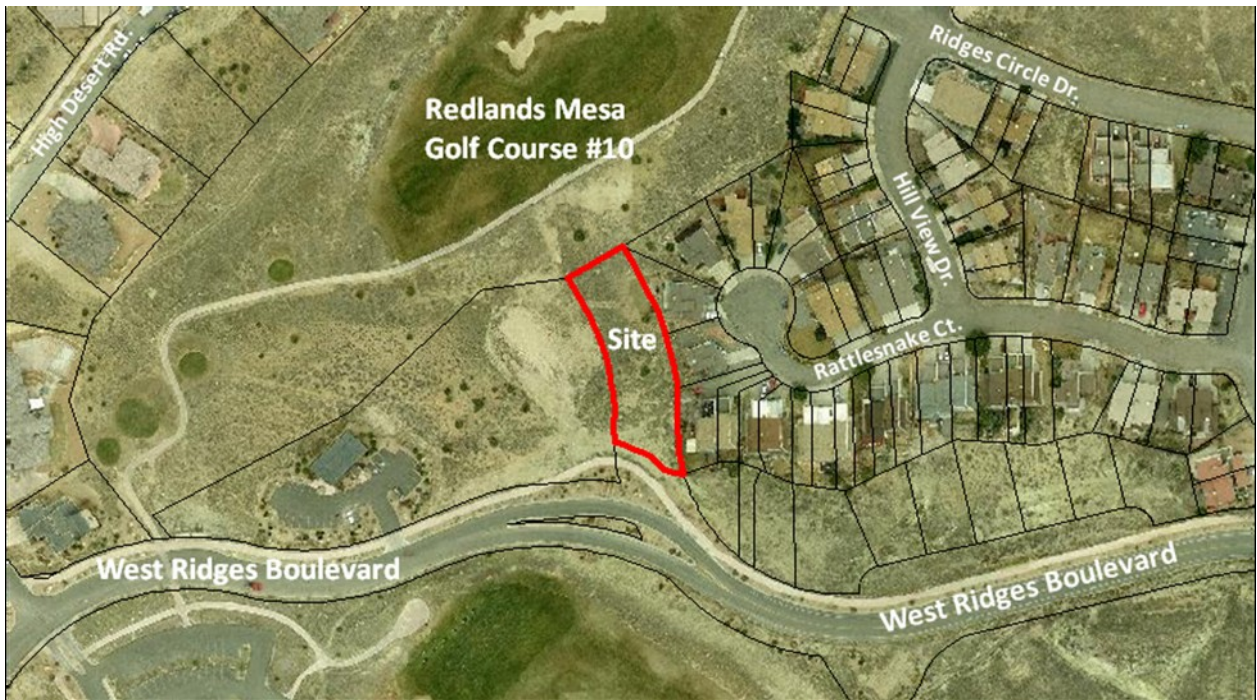 Ridges Circle Dr.
High Desert Rd.
Redlands Mesa
Golf Course #10
Hill View Dr.
Site
Rattlesnake Ct.
West Ridges Boulevard
West Ridges Boulevard